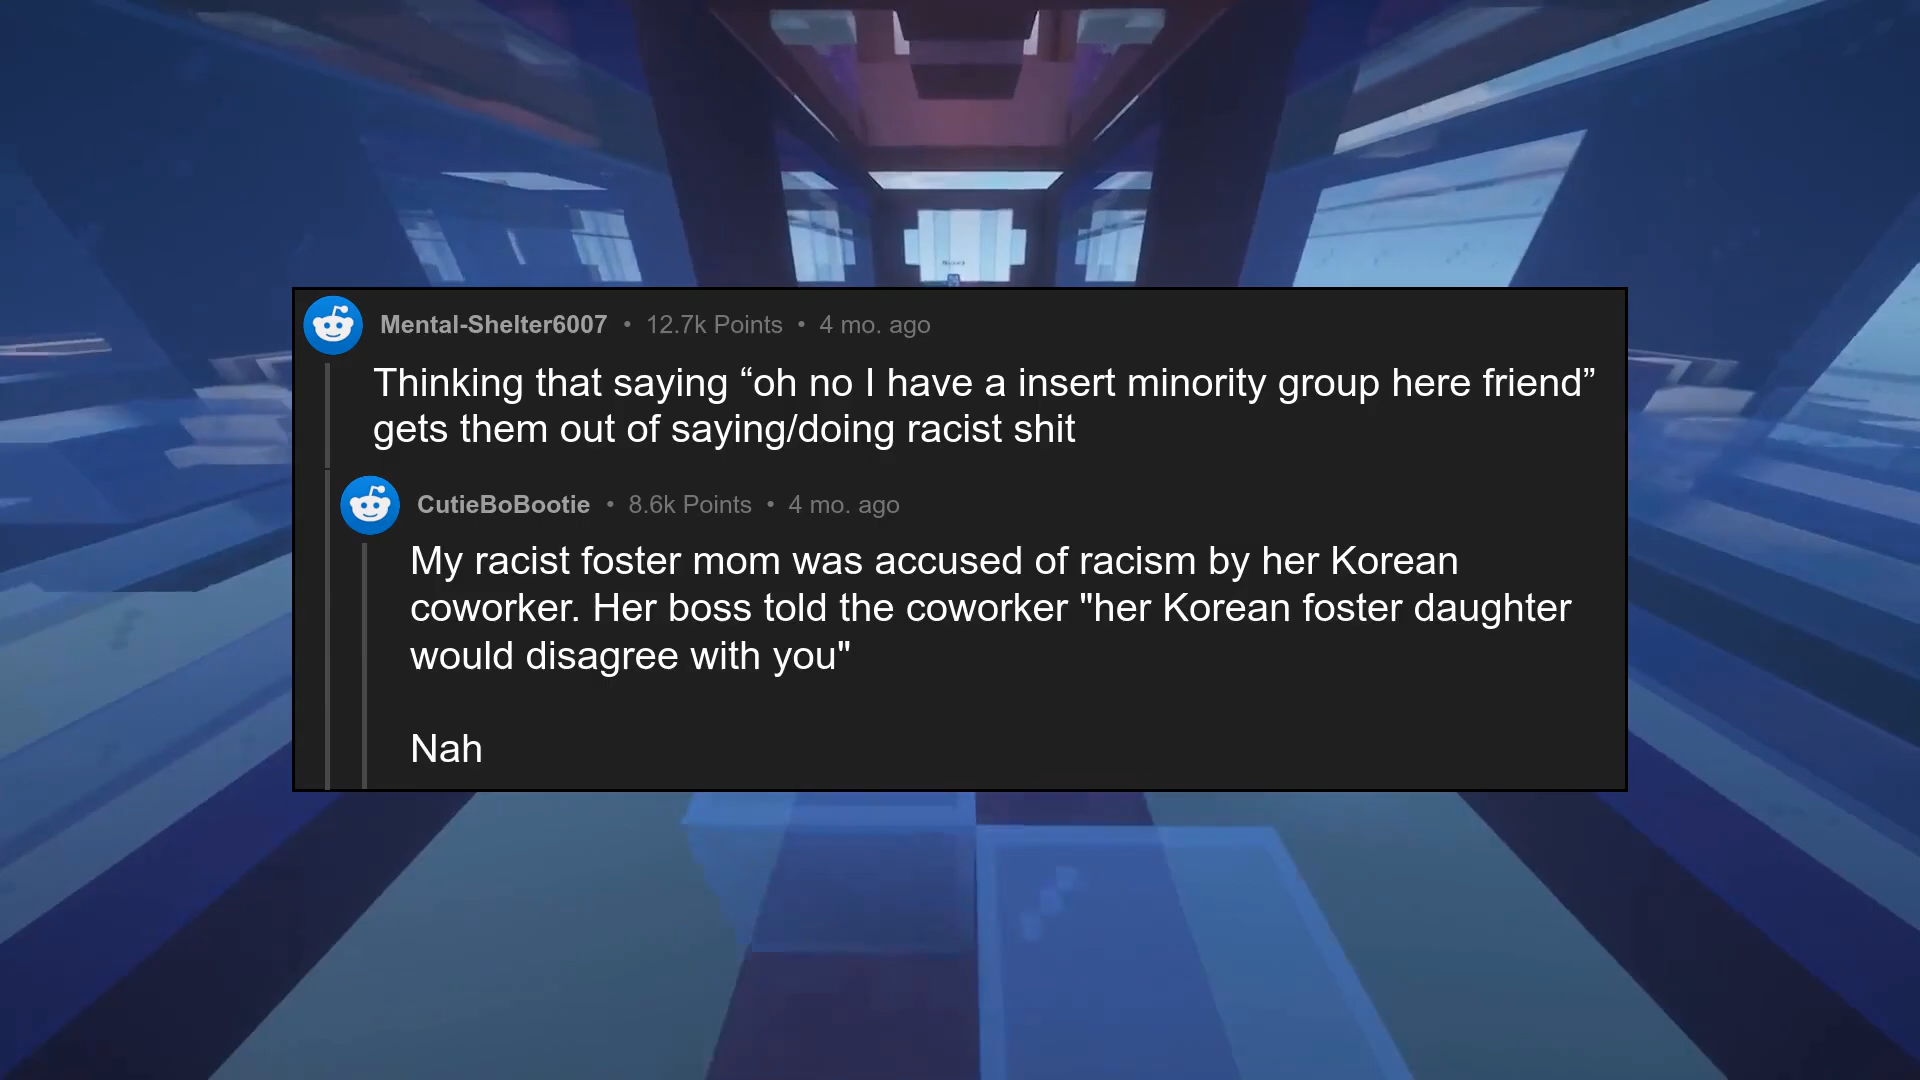 Mental-Shelter6007 • 12.7k Points • 4 mo. ago
Thinking that saying “oh no I have a insert minority group here friend”
gets them out of saying/doing racist shit
CutieBoBootie • 8.6k Points • 4 mo. ago
My racist foster mom was accused of racism by her Korean
coworker. Her boss told the coworker "her Korean foster daughter
would disagree with you"
Nah